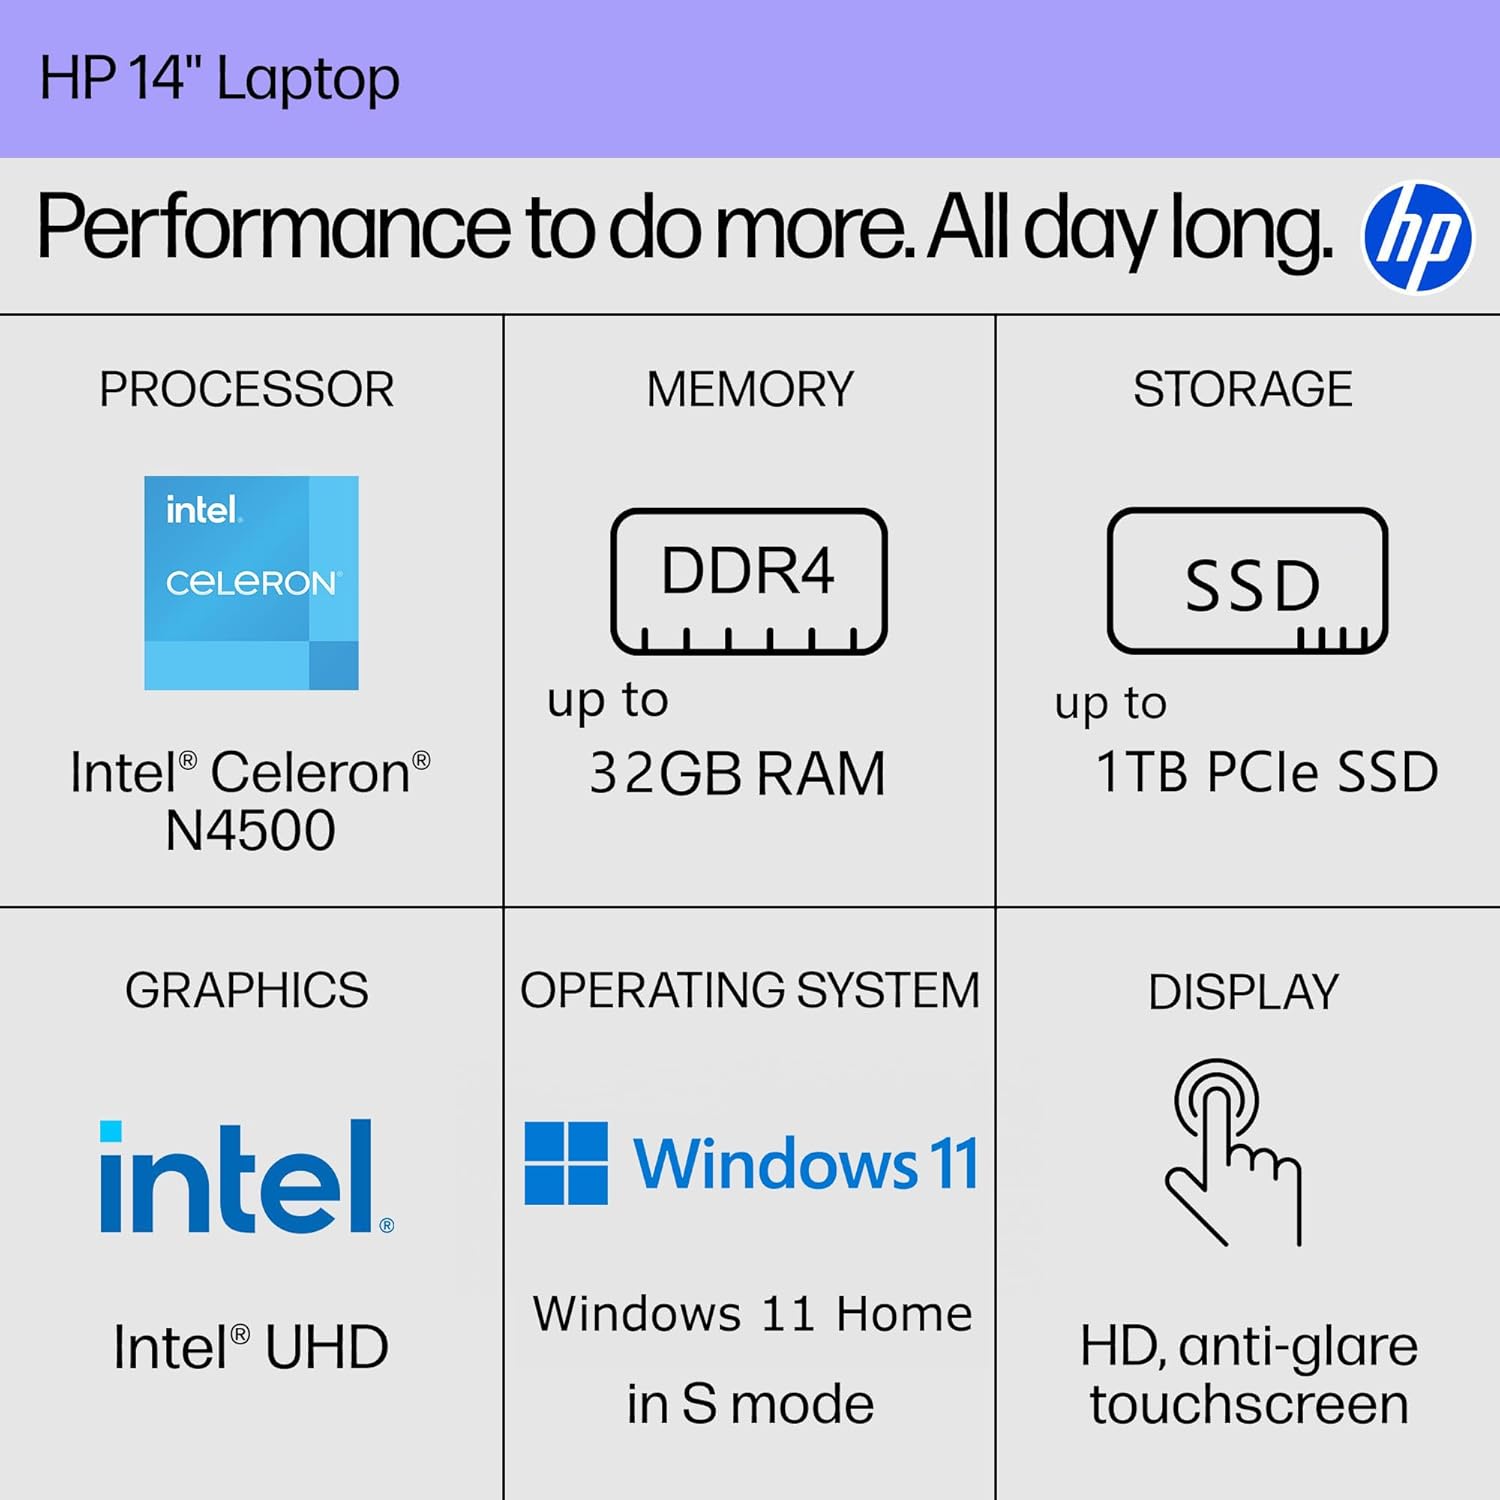 HP 14" Laptop
Performance to do more. All day long.
hp
PROCESSOR
MEMORY
STORAGE
intel.
CELERON®
DDR4
SSD
up to
up to
Intel® Celeron®
N4500
32GB RAM
1TB PCIe SSD
GRAPHICS
OPERATING SYSTEM
DISPLAY
intel®
Windows 11
Intel® UHD
Windows 11 Home
in S mode
HD, anti-glare
touchscreen